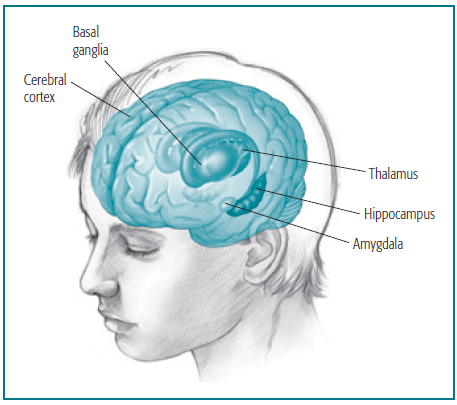 Basal
ganglia
Cerebral
cortex
Thalamus
Hippocampus
Amygdala